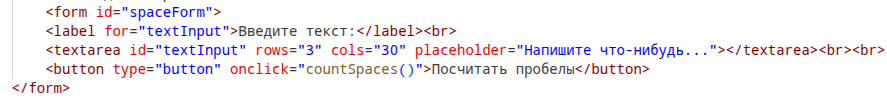 <form id="spaceForm">
<label for="textInput">Введите текст:</label><br>
<textarea id="textInput" rows="3" cols="30" placeholder="Напишите что-нибудь..."></textarea><br><br>
<button type="button" onclick="countSpaces()">Посчитать пробелы</button>
</form>